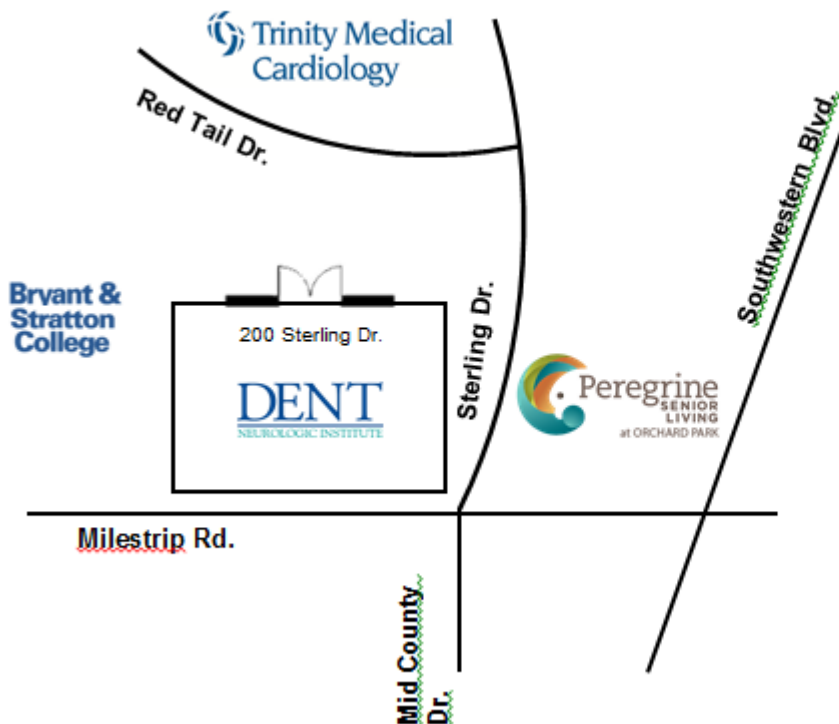 Trinity Medical
Cardiology
Red Tail Dr.
Southwestern Blvd.
Bryant &
Stratton
College
200 Sterling Dr.
DENT
NEUROLOGIC INSTITUTE
Sterling Dr.
Peregrine
SENIOR
LIVING
at ORCHARD PARK
Milestrip Rd.
Mid County
Dr.